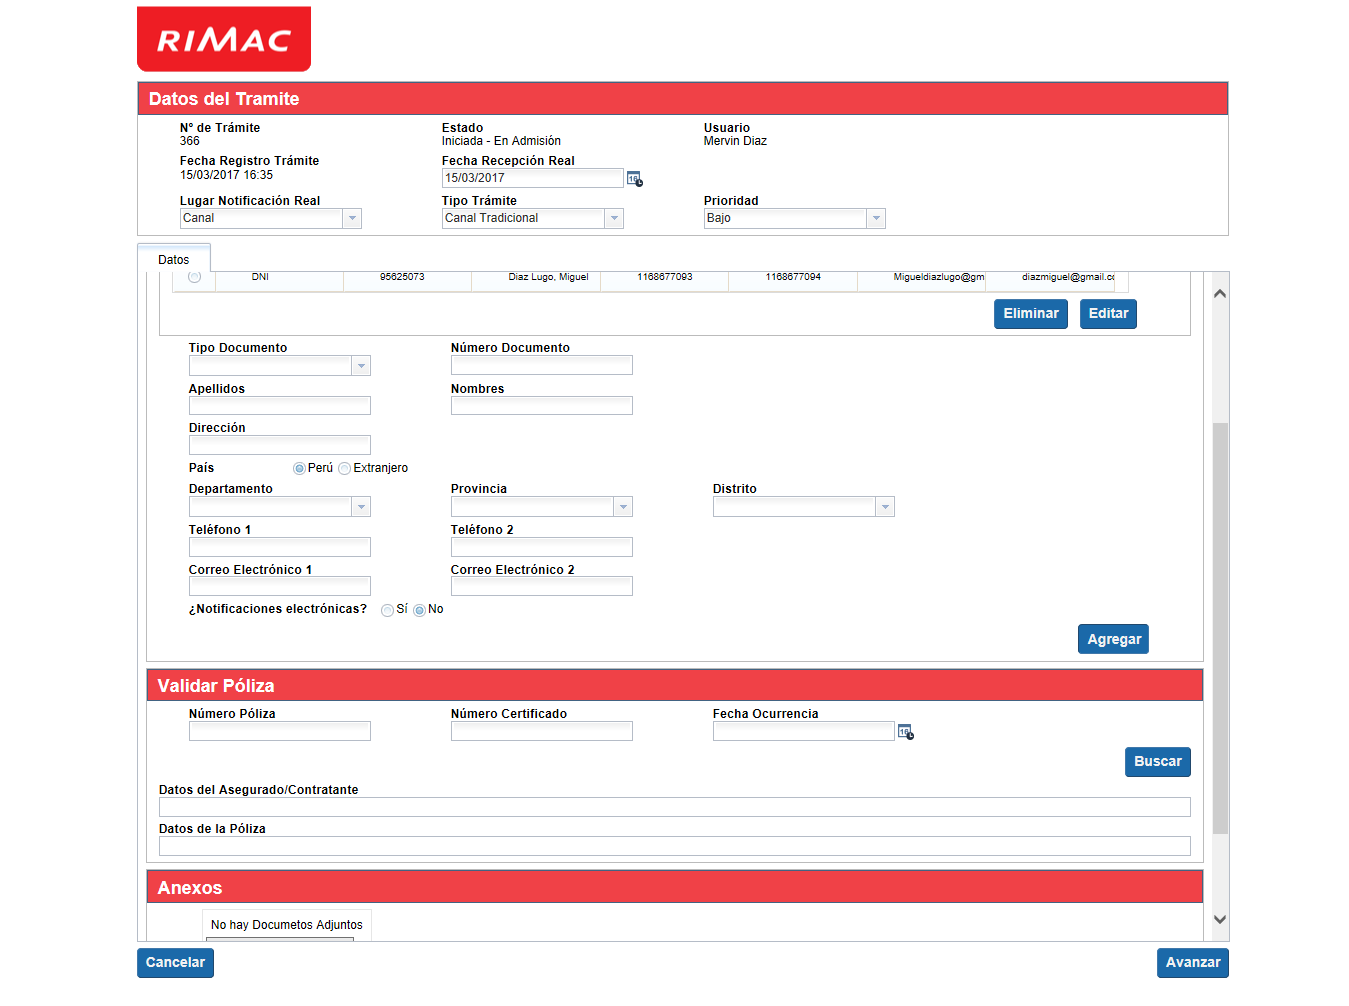 RIMAC
Datos del Tramite
Nº de Trámite Estado Usuario
366 Iniciada - En Admisión Mervin Diaz
Fecha Registro Trámite Fecha Recepción Real
15/03/2017 16:35 15/03/2017
Lugar Notificación Real Tipo Trámite Prioridad
Canal Canal Tradicional Bajo
Datos
DNI 95625073 Diaz Lugo, Miguel 1168677093 1168677094 Migueldiazlugo@gm diazmiguel@gmail.co
Eliminar Editar
Tipo Documento Número Documento
Apellidos Nombres
Dirección
País Perú Extranjero
Departamento Provincia Distrito
Teléfono 1 Teléfono 2
Correo Electrónico 1 Correo Electrónico 2
¿Notificaciones electrónicas? Sí No
Agregar
Validar Póliza
Número Póliza Número Certificado Fecha Ocurrencia
Buscar
Datos del Asegurado/Contratante
Datos de la Póliza
Anexos
No hay Documetos Adjuntos
Cancelar Avanzar